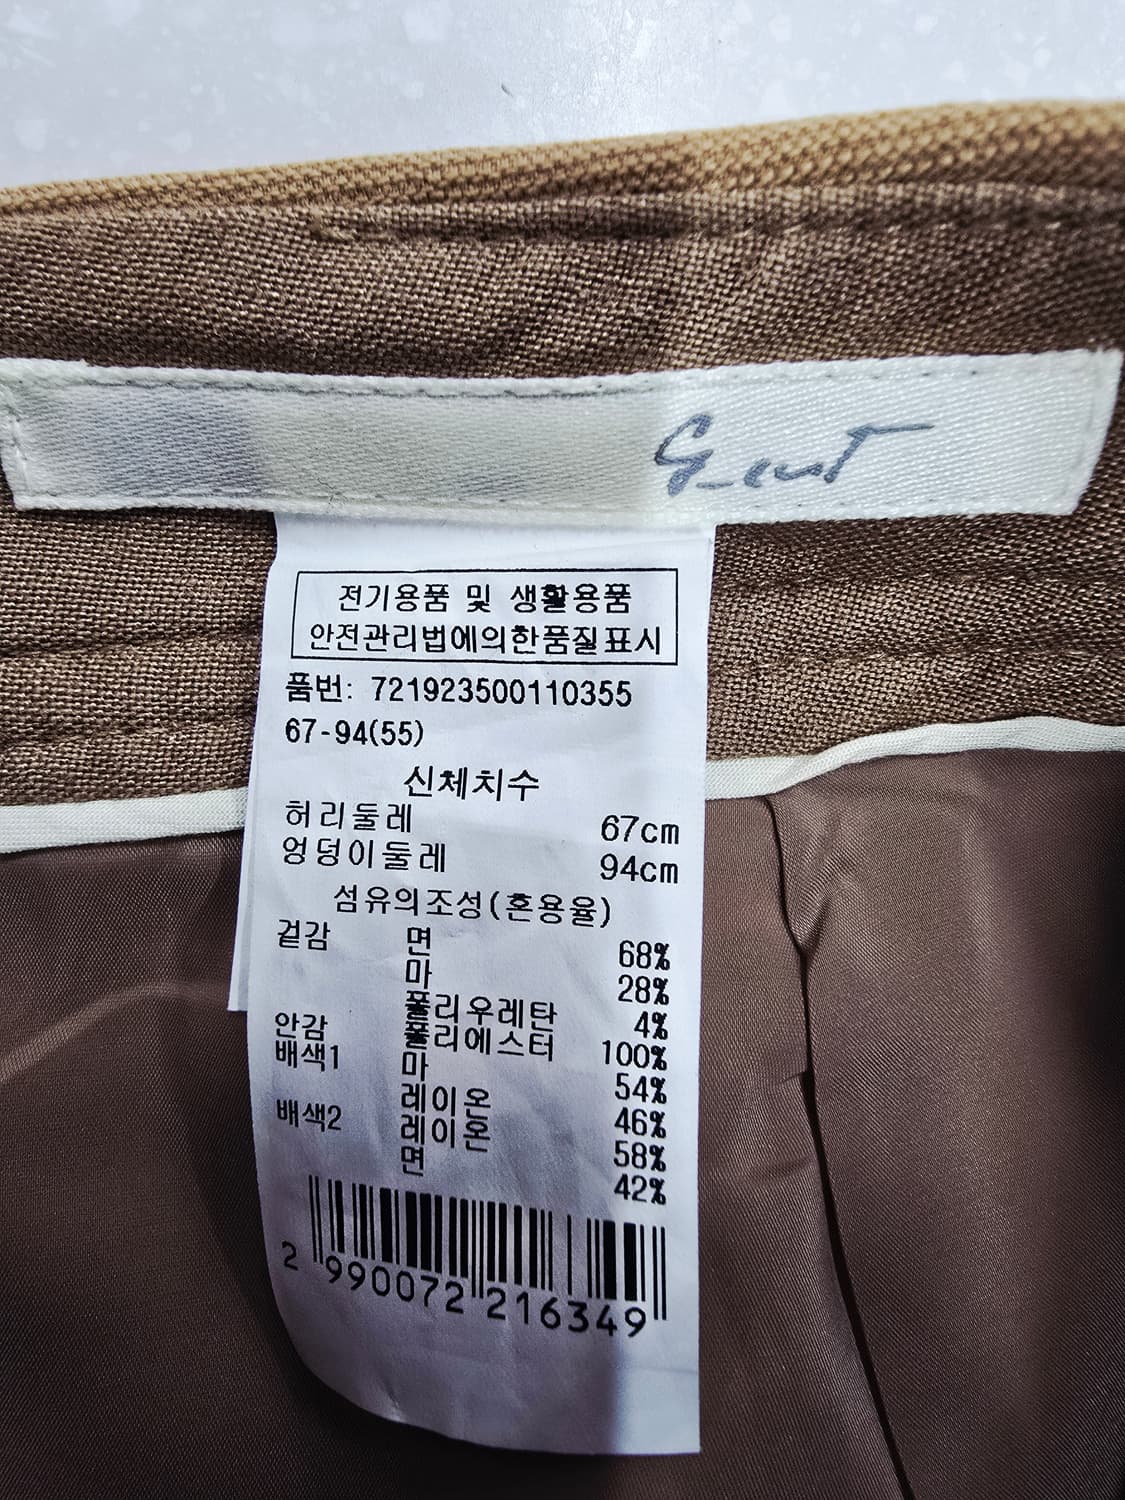 G_cut
전기용품 및 생활용품
안전관리법에의한품질표시
품번: 721923500110355
67-94(55)
신체치수
허리둘레 67cm
엉덩이둘레 94cm
섬유의조성(혼용율)
겉감 면 68%
마 28%
폴리우레탄 4%
안감 폴리에스터 100%
배색1 마 54%
레이온 46%
배색2 레이온 58%
면 42%
2 990072 216349